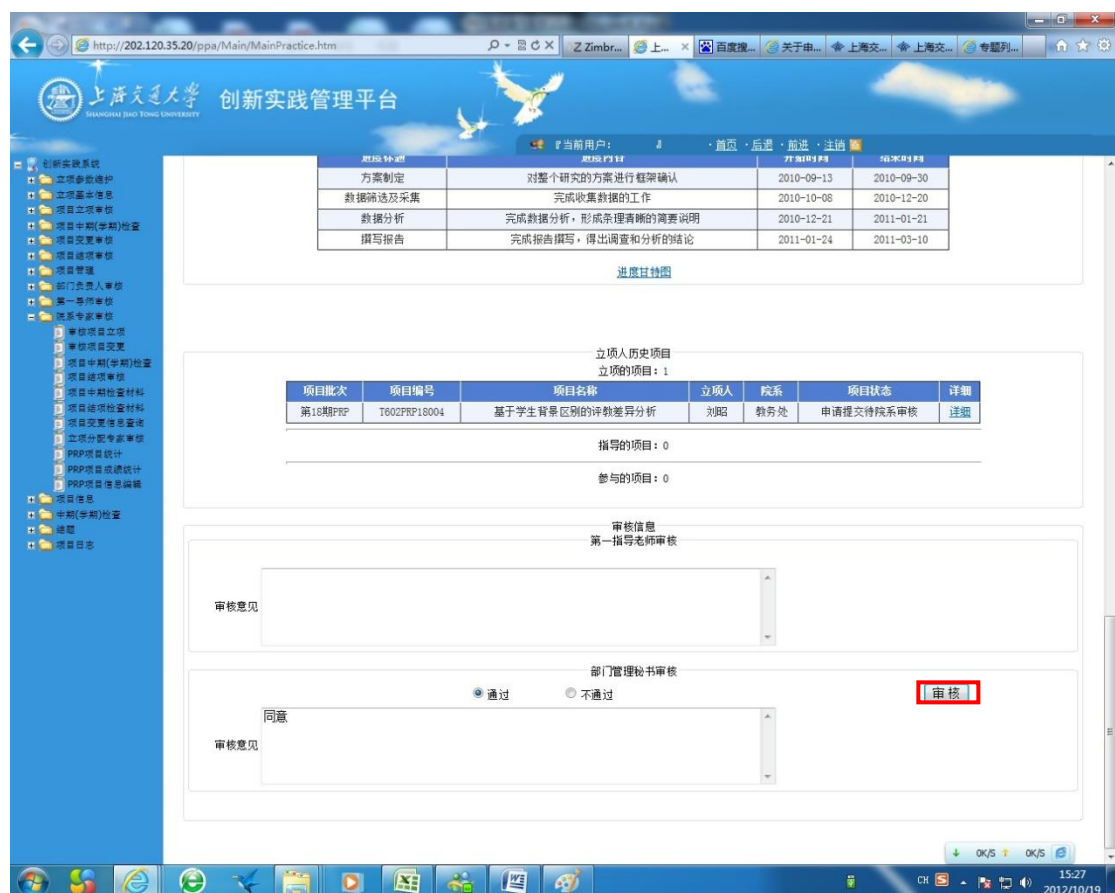 http://202.120.35.20/ppa/Main/MainPractice.htm
Z Zimbr...
上...
百度搜...
关于申...
上海交...
上海交...
专题列...
上海交通大学
SHANGHAI JIAO TONG UNIVERSITY
创新实践管理平台
『当前用户: 』
·首页 ·后退 ·前进 ·注销
创新实践系统
立项参数维护
立项基本信息
项目立项审核
项目中期(学期)检查
项目变更审核
项目结项审核
项目管理
部门负责人审核
第一导师审核
院系专家审核
审核项目立项
审核项目变更
项目中期(学期)检查
项目结项审核
项目中期检查材料
项目结项检查材料
项目变更信息查询
立项分配专家审核
PRP项目统计
PRP项目成绩统计
PRP项目信息编辑
项目信息
中期(学期)检查
结题
项目日志
进度标题 进度内容 开始时间 结束时间
方案制定 对整个研究的方案进行框架确认 2010-09-13 2010-09-30
数据筛选及采集 完成收集数据的工作 2010-10-08 2010-12-20
数据分析 完成数据分析，形成条理清晰的简要说明 2010-12-21 2011-01-21
撰写报告 完成报告撰写，得出调查和分析的结论 2011-01-24 2011-03-10
进度甘特图
立项人历史项目
立项的项目: 1
项目批次 项目编号 项目名称 立项人 院系 项目状态 详细
第18期PRP T602PRP18004 基于学生背景区别的评教差异分析 刘昭 教务处 申请提交待院系审核 详细
指导的项目: 0
参与的项目: 0
审核信息
第一指导老师审核
审核意见
部门管理秘书审核
通过 不通过 审核
同意
审核意见
0K/S 0K/S
CH
15:27
2012/10/19